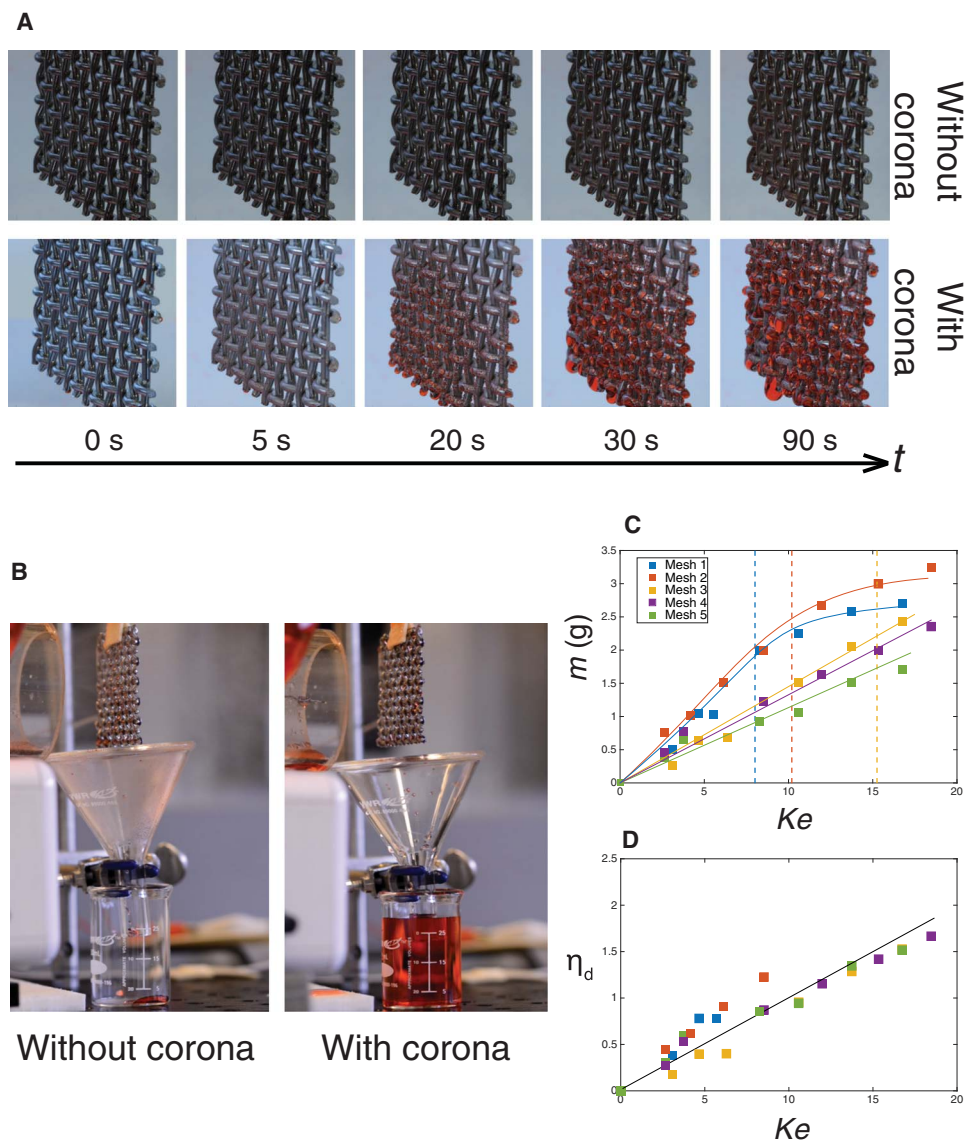 A
Without
corona
With
corona
0 s
5 s
20 s
30 s
90 s
t
B
Without corona
With corona
C
m (g)
3.5
3
2.5
2
1.5
1
0.5
0
Mesh 1
Mesh 2
Mesh 3
Mesh 4
Mesh 5
0
5
10
15
20
Ke
D
ηd
2.5
2
1.5
1
0.5
0
0
5
10
15
20
Ke